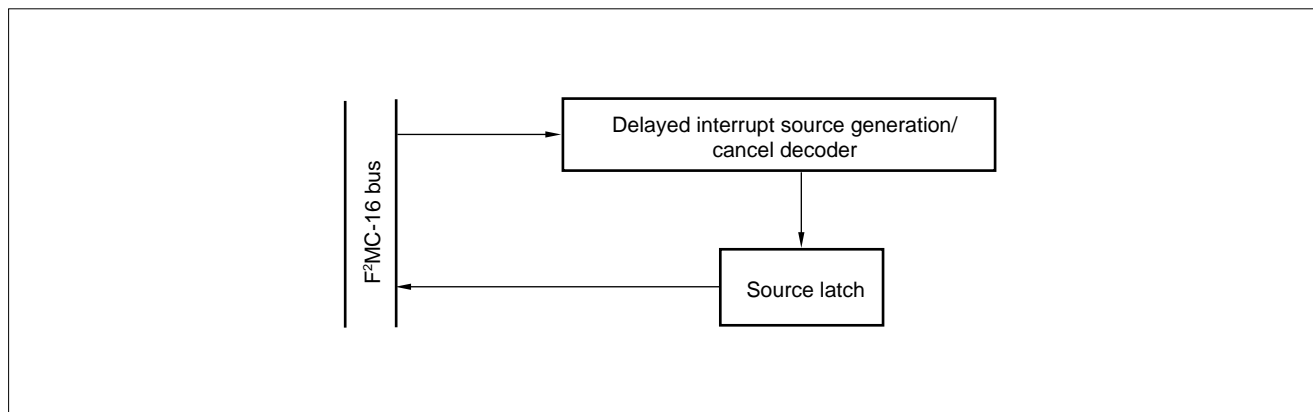 Delayed interrupt source generation/
cancel decoder
F²MC-16 bus
Source latch